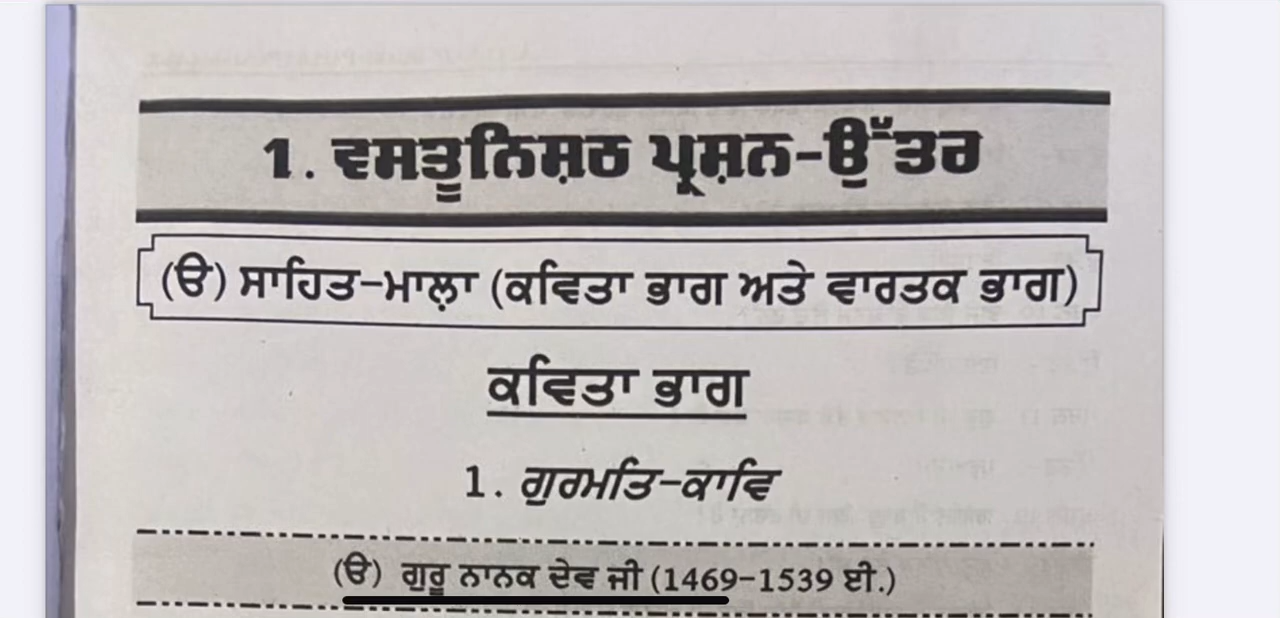 1. ਵਸਤੂਨਿਸ਼ਠ ਪ੍ਰਸ਼ਨ-ਉੱਤਰ
(ੳ) ਸਾਹਿਤ-ਮਾਲ਼ਾ (ਕਵਿਤਾ ਭਾਗ ਅਤੇ ਵਾਰਤਕ ਭਾਗ)
ਕਵਿਤਾ ਭਾਗ
1. ਗੁਰਮਤਿ-ਕਾਵਿ
(ੳ) ਗੁਰੂ ਨਾਨਕ ਦੇਵ ਜੀ (1469-1539 ਈ.)